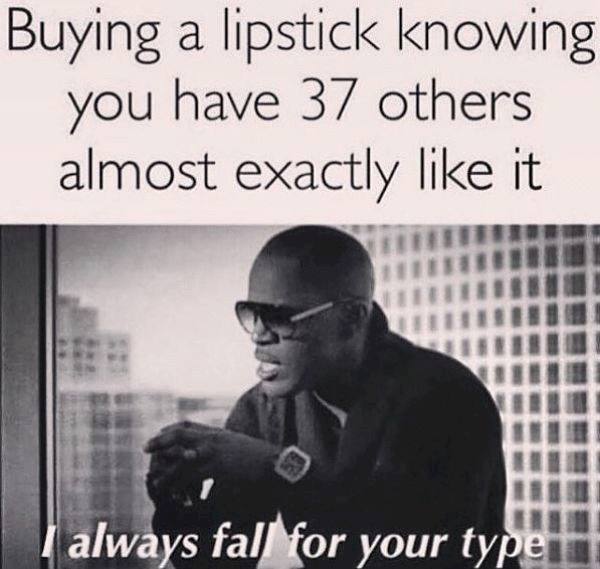 Buying a lipstick knowing
you have 37 others
almost exactly like it
I always fall for your type